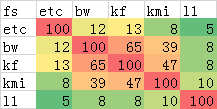 fs etc bw kf kmi l1
etc 100 12 13 8 5
bw 12 100 65 39 8
kf 13 65 100 47 8
kmi 8 39 47 100 10
l1 5 8 8 10 100